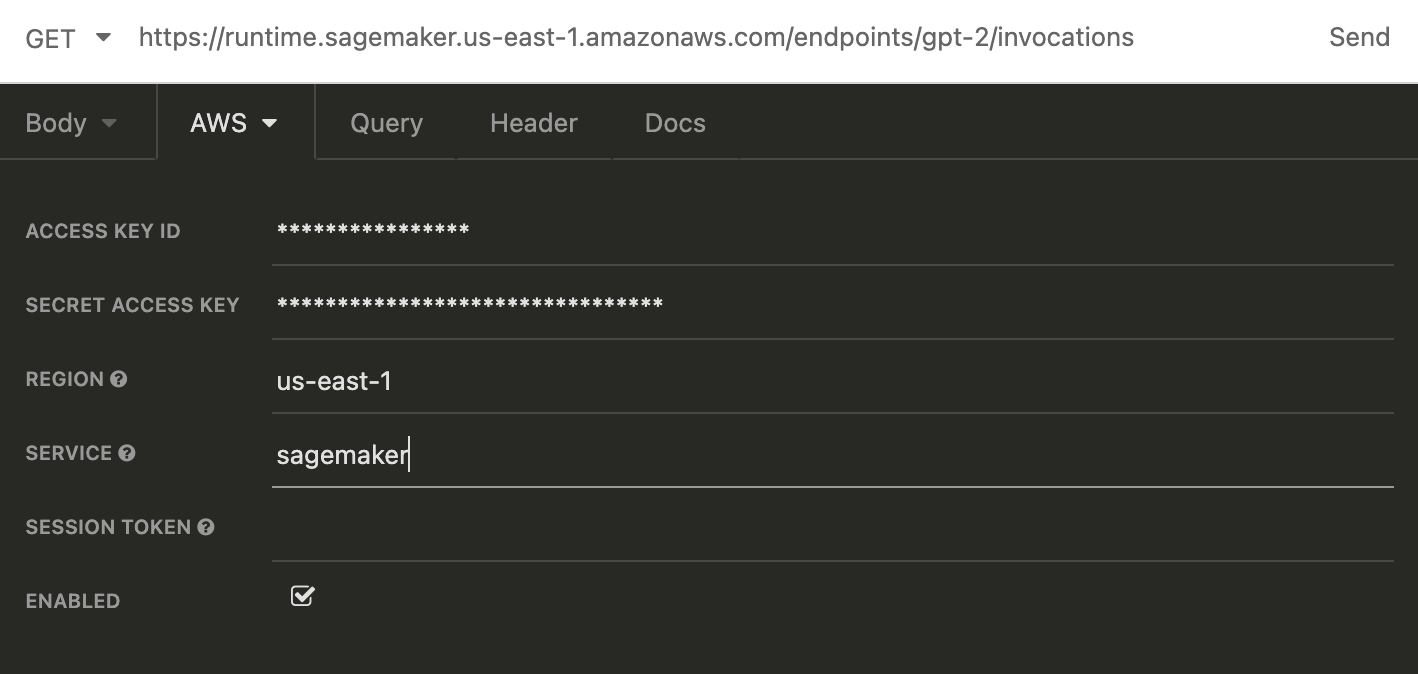 GET https://runtime.sagemaker.us-east-1.amazonaws.com/endpoints/gpt-2/invocations Send
Body AWS Query Header Docs
ACCESS KEY ID ****************
SECRET ACCESS KEY ********************************
REGION us-east-1
SERVICE sagemaker
SESSION TOKEN
ENABLED